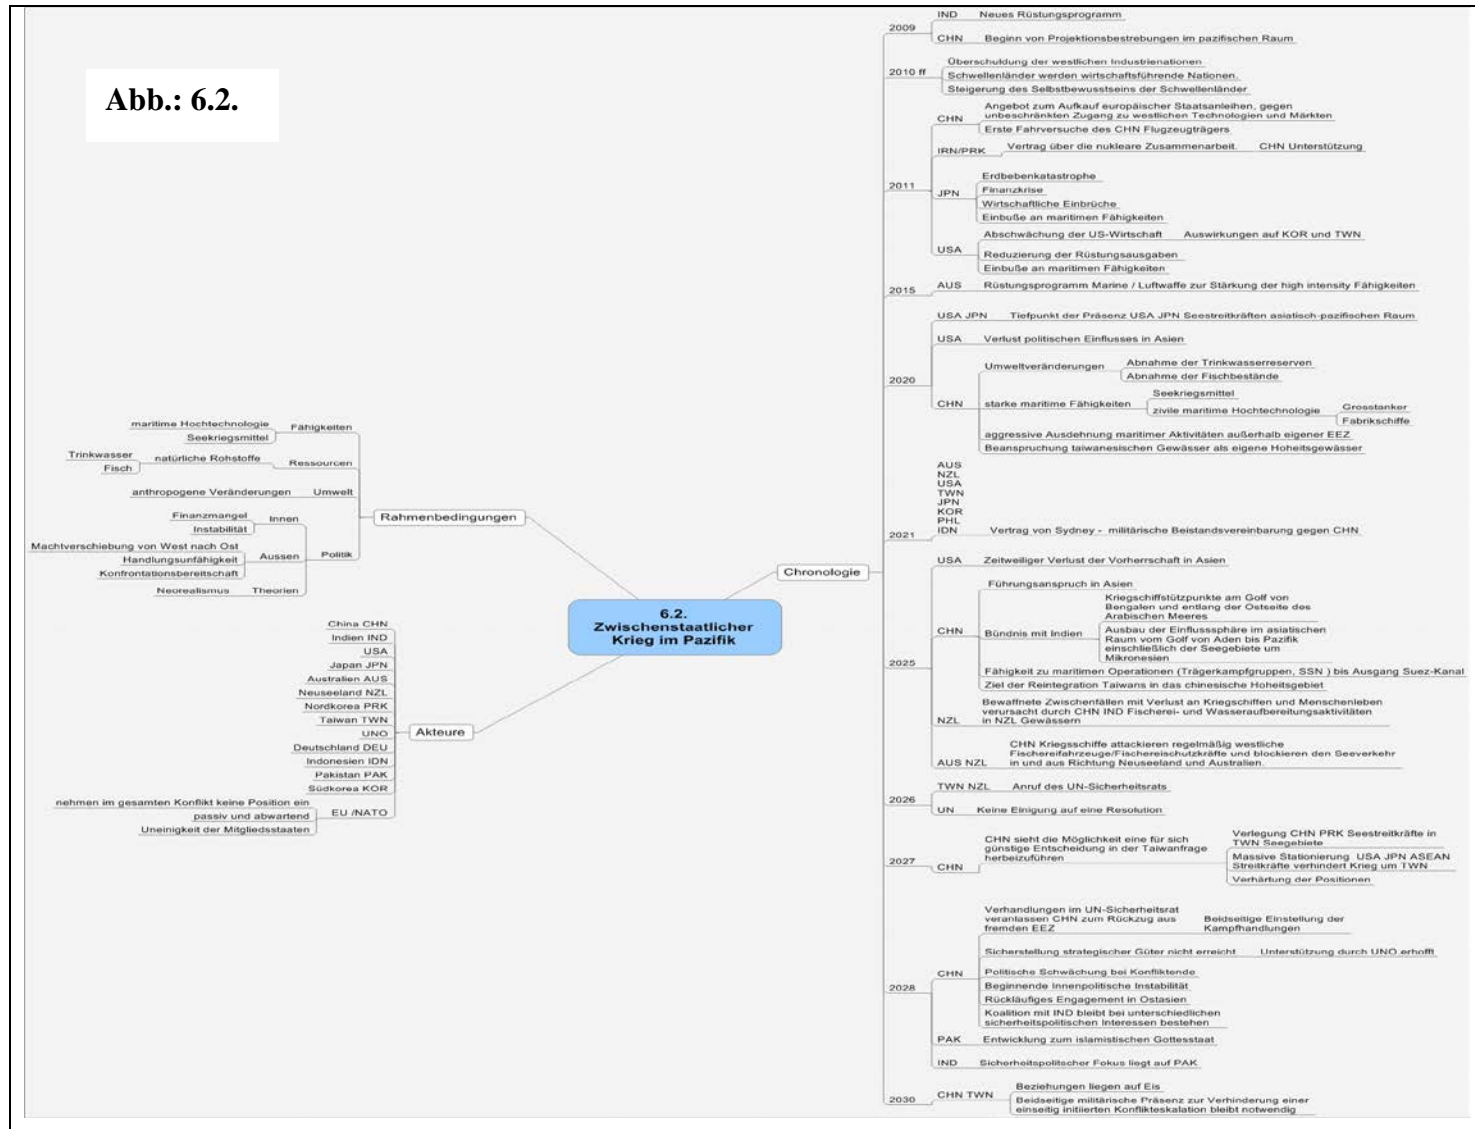 Abb.: 6.2.
6.2.
Zwischenstaatlicher
Krieg im Pazifik
Rahmenbedingungen
Fähigkeiten
maritime Hochtechnologie
Seekriegsmittel
Ressourcen
natürliche Rohstoffe
Trinkwasser
Fisch
Umwelt
anthropogene Veränderungen
Politik
Innen
Finanzmangel
Instabilität
Aussen
Machtverschiebung von West nach Ost
Handlungsunfähigkeit
Konfrontationsbereitschaft
Theorien
Neorealismus
Akteure
China CHN
Indien IND
USA
Japan JPN
Australien AUS
Neuseeland NZL
Nordkorea PRK
Taiwan TWN
UNO
Deutschland DEU
Indonesien IDN
Pakistan PAK
Südkorea KOR
EU /NATO
nehmen im gesamten Konflikt keine Position ein
passiv und abwartend
Uneinigkeit der Mitgliedsstaaten
Chronologie
2009
IND Neues Rüstungsprogramm
CHN Beginn von Projektionsbestrebungen im pazifischen Raum
2010 ff
Überschuldung der westlichen Industrienationen
Schwellenländer werden wirtschaftsführende Nationen.
Steigerung des Selbstbewusstseins der Schwellenländer
2011
CHN
Angebot zum Aufkauf europäischer Staatsanleihen, gegen
unbeschränkten Zugang zu westlichen Technologien und Märkten
Erste Fahrversuche des CHN Flugzeugträgers
IRN/PRK Vertrag über die nukleare Zusammenarbeit. CHN Unterstützung
JPN
Erdbebenkatastrophe
Finanzkrise
Wirtschaftliche Einbrüche
Einbuße an maritimen Fähigkeiten
USA
Abschwächung der US-Wirtschaft Auswirkungen auf KOR und TWN
Reduzierung der Rüstungsausgaben
Einbuße an maritimen Fähigkeiten
2015
AUS Rüstungsprogramm Marine / Luftwaffe zur Stärkung der high intensity Fähigkeiten
2020
USA JPN Tiefpunkt der Präsenz USA JPN Seestreitkräften asiatisch-pazifischen Raum
USA Verlust politischen Einflusses in Asien
CHN
Umweltveränderungen
Abnahme der Trinkwasserreserven
Abnahme der Fischbestände
starke maritime Fähigkeiten
Seekriegsmittel
zivile maritime Hochtechnologie
Grosstanker
Fabrikschiffe
aggressive Ausdehnung maritimer Aktivitäten außerhalb eigener EEZ
Beanspruchung taiwanesischen Gewässer als eigene Hoheitsgewässer
2021
AUS
NZL
USA
TWN
JPN
KOR
PHL
IDN Vertrag von Sydney - militärische Beistandsvereinbarung gegen CHN
2025
USA Zeitweiliger Verlust der Vorherrschaft in Asien
CHN
Führungsanspruch in Asien
Bündnis mit Indien
Kriegschiffstützpunkte am Golf von
Bengalen und entlang der Ostseite des
Arabischen Meeres
Ausbau der Einflusssphäre im asiatischen
Raum vom Golf von Aden bis Pazifik
einschließlich der Seegebiete um
Mikronesien
Fähigkeit zu maritimen Operationen (Trägerkampfgruppen, SSN ) bis Ausgang Suez-Kanal
Ziel der Reintegration Taiwans in das chinesische Hoheitsgebiet
NZL
Bewaffnete Zwischenfällen mit Verlust an Kriegschiffen und Menschenleben
verursacht durch CHN IND Fischerei- und Wasseraufbereitungsaktivitäten
in NZL Gewässern
AUS NZL
CHN Kriegsschiffe attackieren regelmäßig westliche
Fischereifahrzeuge/Fischereischutzkräfte und blockieren den Seeverkehr
in und aus Richtung Neuseeland und Australien.
2026
TWN NZL Anruf des UN-Sicherheitsrats
UN Keine Einigung auf eine Resolution
2027
CHN
CHN sieht die Möglichkeit eine für sich
günstige Entscheidung in der Taiwanfrage
herbeizuführen
Verlegung CHN PRK Seestreitkräfte in
TWN Seegebiete
Massive Stationierung USA JPN ASEAN
Streitkräfte verhindert Krieg um TWN
Verhärtung der Positionen
2028
CHN
Verhandlungen im UN-Sicherheitsrat
veranlassen CHN zum Rückzug aus
fremden EEZ
Beidseitige Einstellung der
Kampfhandlungen
Sicherstellung strategischer Güter nicht erreicht Unterstützung durch UNO erhofft
Politische Schwächung bei Konfliktende
Beginnende Innenpolitische Instabilität
Rückläufiges Engagement in Ostasien
Koalition mit IND bleibt bei unterschiedlichen
sicherheitspolitischen Interessen bestehen
PAK Entwicklung zum islamistischen Gottesstaat
IND Sicherheitspolitscher Fokus liegt auf PAK
2030
CHN TWN
Beziehungen liegen auf Eis
Beidseitige militärische Präsenz zur Verhinderung einer
einseitig initiierten Konflikteskalation bleibt notwendig